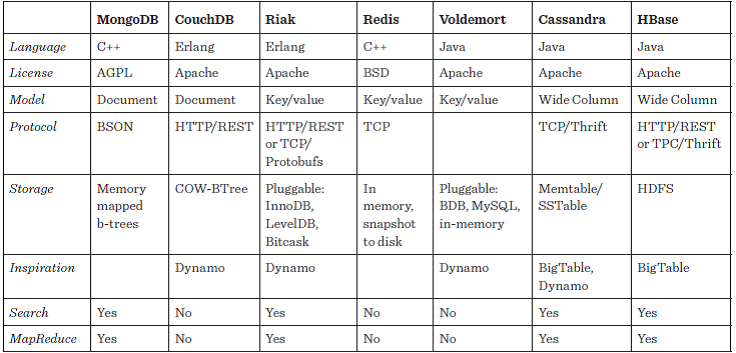 MongoDB CouchDB Riak Redis Voldemort Cassandra HBase
Language C++ Erlang Erlang C++ Java Java Java
License AGPL Apache Apache BSD Apache Apache Apache
Model Document Document Key/value Key/value Key/value Wide Column Wide Column
Protocol BSON HTTP/REST HTTP/REST TCP TCP/Thrift HTTP/REST
or TCP/ or TPC/Thrift
Protobufs
Storage Memory COW-BTree Pluggable: In Pluggable: Memtable/ HDFS
mapped InnoDB, memory, BDB, MySQL, SSTable
b-trees LevelDB, snapshot in-memory
Bitcask to disk
Inspiration Dynamo Dynamo Dynamo BigTable, BigTable
Dynamo
Search Yes No Yes No No Yes Yes
MapReduce Yes No Yes No No Yes Yes